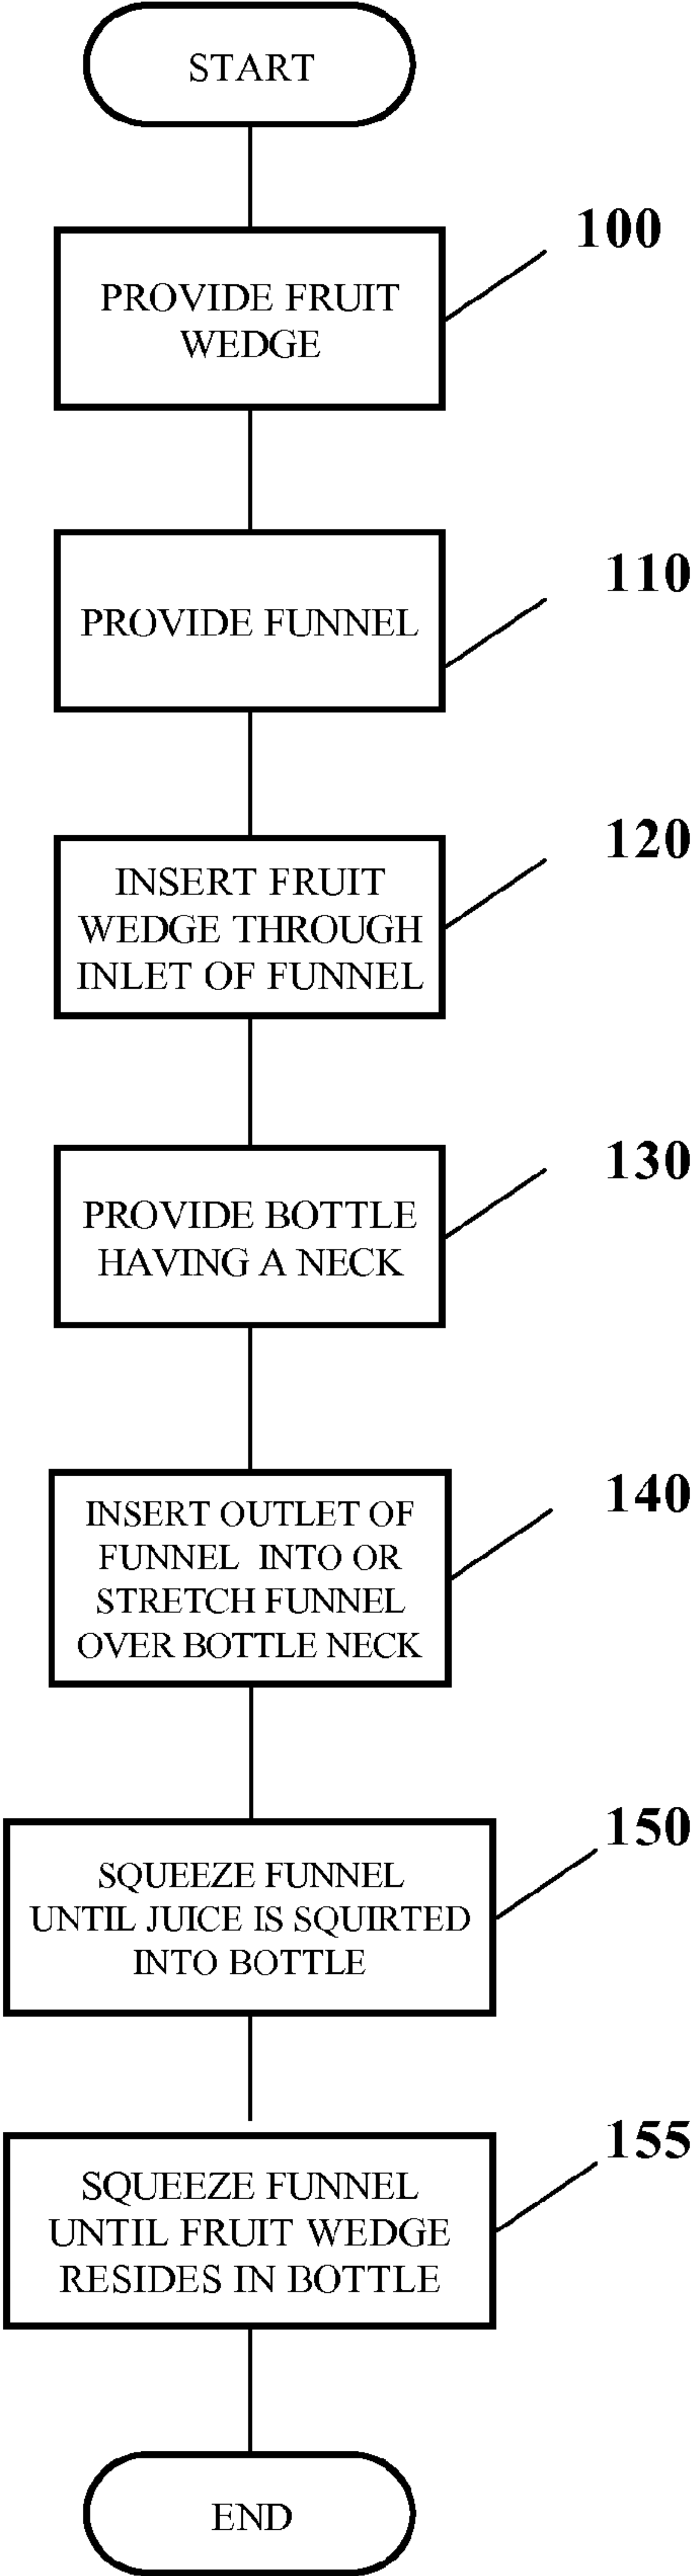 START
100
PROVIDE FRUIT
WEDGE
110
PROVIDE FUNNEL
120
INSERT FRUIT
WEDGE THROUGH
INLET OF FUNNEL
130
PROVIDE BOTTLE
HAVING A NECK
140
INSERT OUTLET OF
FUNNEL INTO OR
STRETCH FUNNEL
OVER BOTTLE NECK
150
SQUEEZE FUNNEL
UNTIL JUICE IS SQUIRTED
INTO BOTTLE
155
SQUEEZE FUNNEL
UNTIL FRUIT WEDGE
RESIDES IN BOTTLE
END